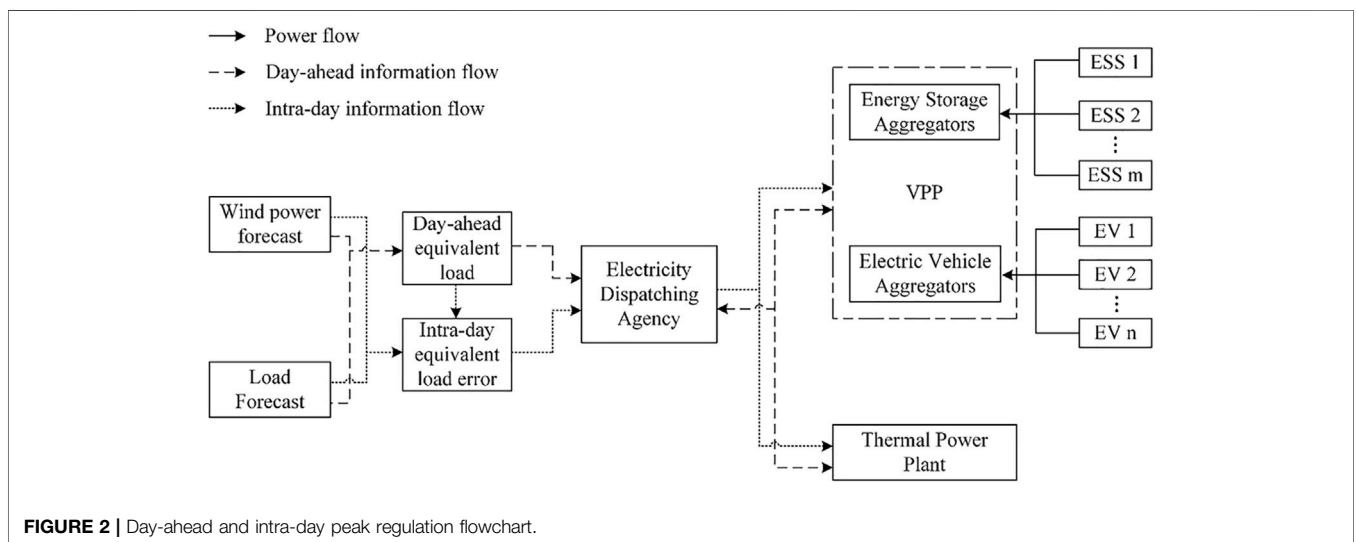 Power flow
Day-ahead information flow
Intra-day information flow
Wind power
forecast
Load
Forecast
Day-ahead
equivalent
load
Intra-day
equivalent
load error
Electricity
Dispatching
Agency
Energy Storage
Aggregators
VPP
Electric Vehicle
Aggregators
Thermal Power
Plant
ESS 1
ESS 2
⋮
ESS m
EV 1
EV 2
⋮
EV n
FIGURE 2 | Day-ahead and intra-day peak regulation flowchart.